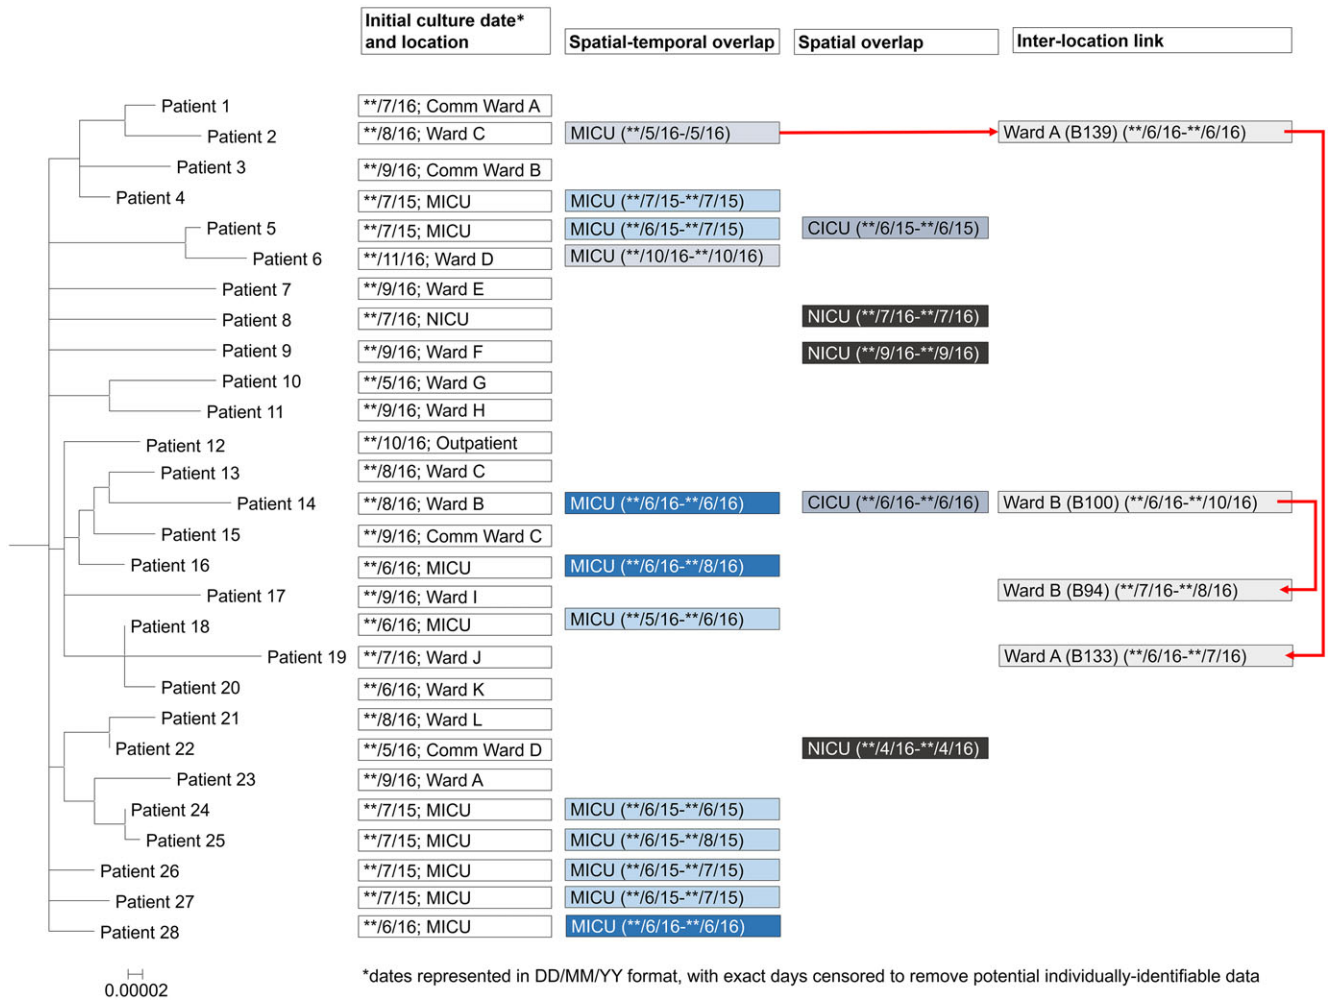 Initial culture date*
and location
Spatial-temporal overlap
Spatial overlap
Inter-location link
Patient 1
**/7/16; Comm Ward A
Patient 2
**/8/16; Ward C
MICU (**/5/16-/5/16)
Ward A (B139) (**/6/16-**/6/16)
Patient 3
**/9/16; Comm Ward B
Patient 4
**/7/15; MICU
MICU (**/7/15-**/7/15)
Patient 5
**/7/15; MICU
MICU (**/6/15-**/7/15)
CICU (**/6/15-**/6/15)
Patient 6
**/11/16; Ward D
MICU (**/10/16-**/10/16)
Patient 7
**/9/16; Ward E
Patient 8
**/7/16; NICU
NICU (**/7/16-**/7/16)
Patient 9
**/9/16; Ward F
NICU (**/9/16-**/9/16)
Patient 10
**/5/16; Ward G
Patient 11
**/9/16; Ward H
Patient 12
**/10/16; Outpatient
Patient 13
**/8/16; Ward C
Patient 14
**/8/16; Ward B
MICU (**/6/16-**/6/16)
CICU (**/6/16-**/6/16)
Ward B (B100) (**/6/16-**/10/16)
Patient 15
**/9/16; Comm Ward C
Patient 16
**/6/16; MICU
MICU (**/6/16-**/8/16)
Patient 17
**/9/16; Ward I
Ward B (B94) (**/7/16-**/8/16)
Patient 18
**/6/16; MICU
MICU (**/5/16-**/6/16)
Patient 19
**/7/16; Ward J
Ward A (B133) (**/6/16-**/7/16)
Patient 20
**/6/16; Ward K
Patient 21
**/8/16; Ward L
Patient 22
**/5/16; Comm Ward D
NICU (**/4/16-**/4/16)
Patient 23
**/9/16; Ward A
Patient 24
**/7/15; MICU
MICU (**/6/15-**/6/15)
Patient 25
**/7/15; MICU
MICU (**/6/15-**/8/15)
Patient 26
**/7/15; MICU
MICU (**/6/15-**/7/15)
Patient 27
**/7/15; MICU
MICU (**/6/15-**/7/15)
Patient 28
**/6/16; MICU
MICU (**/6/16-**/6/16)
0.00002
*dates represented in DD/MM/YY format, with exact days censored to remove potential individually-identifiable data